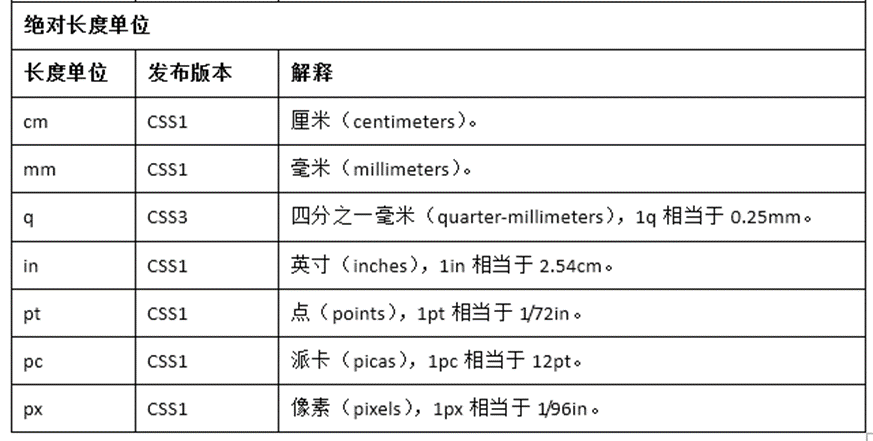 绝对长度单位
长度单位 发布版本 解释
cm CSS1 厘米（centimeters）。
mm CSS1 毫米（millimeters）。
q CSS3 四分之一毫米（quarter-millimeters），1q 相当于 0.25mm。
in CSS1 英寸（inches），1in 相当于 2.54cm。
pt CSS1 点（points），1pt 相当于 1/72in。
pc CSS1 派卡（picas），1pc 相当于 12pt。
px CSS1 像素（pixels），1px 相当于 1/96in。